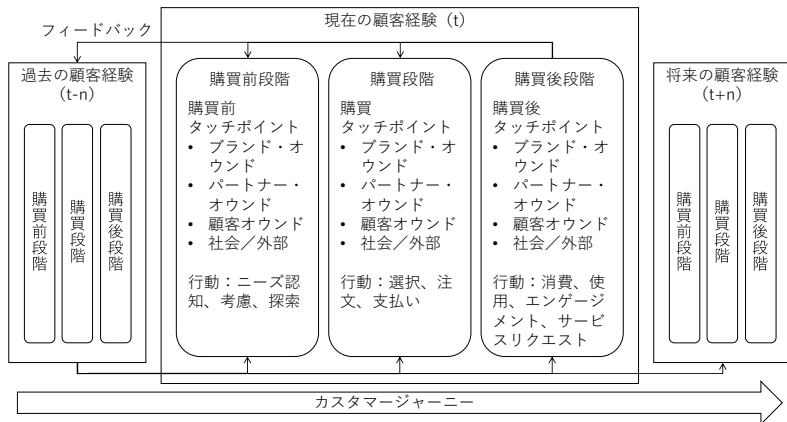 現在の顧客経験（t）
フィードバック
過去の顧客経験
（t-n）
購買前段階
購買段階
購買後段階
購買前段階
購買前
タッチポイント
• ブランド・オ
ウンド
• パートナー・
オウンド
• 顧客オウンド
• 社会／外部
行動：ニーズ認
知、考慮、探索
購買段階
購買
タッチポイント
• ブランド・オ
ウンド
• パートナー・
オウンド
• 顧客オウンド
• 社会／外部
行動：選択、注
文、支払い
購買後段階
購買後
タッチポイント
• ブランド・オ
ウンド
• パートナー・
オウンド
• 顧客オウンド
• 社会／外部
行動：消費、使
用、エンゲージ
メント、サービ
スリクエスト
将来の顧客経験
（t+n）
購買前段階
購買段階
購買後段階
カスタマージャーニー